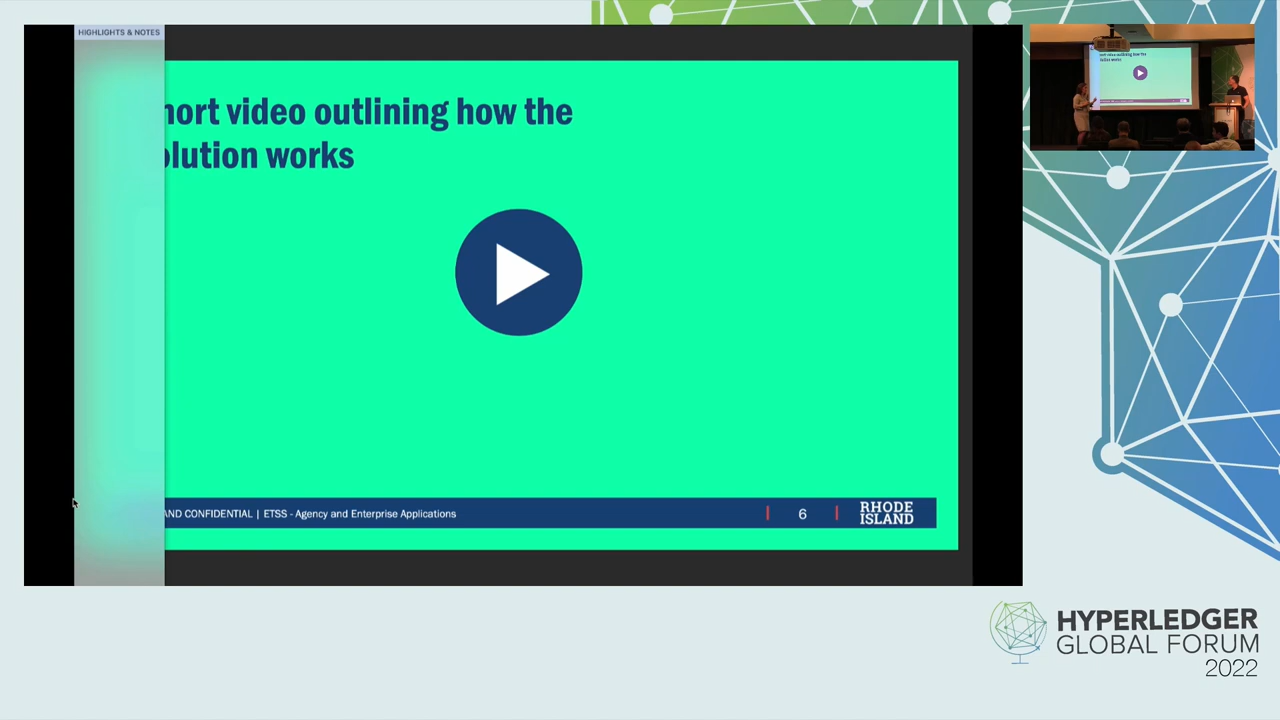 HIGHLIGHTS & NOTES
hort video outlining how the
olution works
AND CONFIDENTIAL | ETSS - Agency and Enterprise Applications
6
RHODE
ISLAND
HYPERLEDGER
GLOBAL FORUM
2022